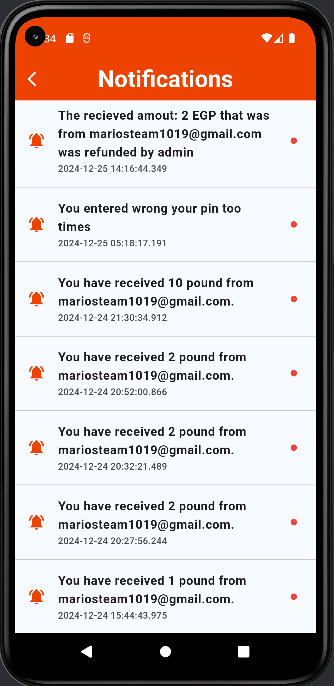 34
Notifications
The recieved amout: 2 EGP that was
from mariosteam1019@gmail.com
was refunded by admin
2024-12-25 14:16:44.349
You entered wrong your pin too
times
2024-12-25 05:18:17.191
You have received 10 pound from
mariosteam1019@gmail.com.
2024-12-24 21:30:34.912
You have received 2 pound from
mariosteam1019@gmail.com.
2024-12-24 20:52:00.866
You have received 2 pound from
mariosteam1019@gmail.com.
2024-12-24 20:32:21.489
You have received 2 pound from
mariosteam1019@gmail.com.
2024-12-24 20:27:56.244
You have received 1 pound from
mariosteam1019@gmail.com.
2024-12-24 15:44:43.975